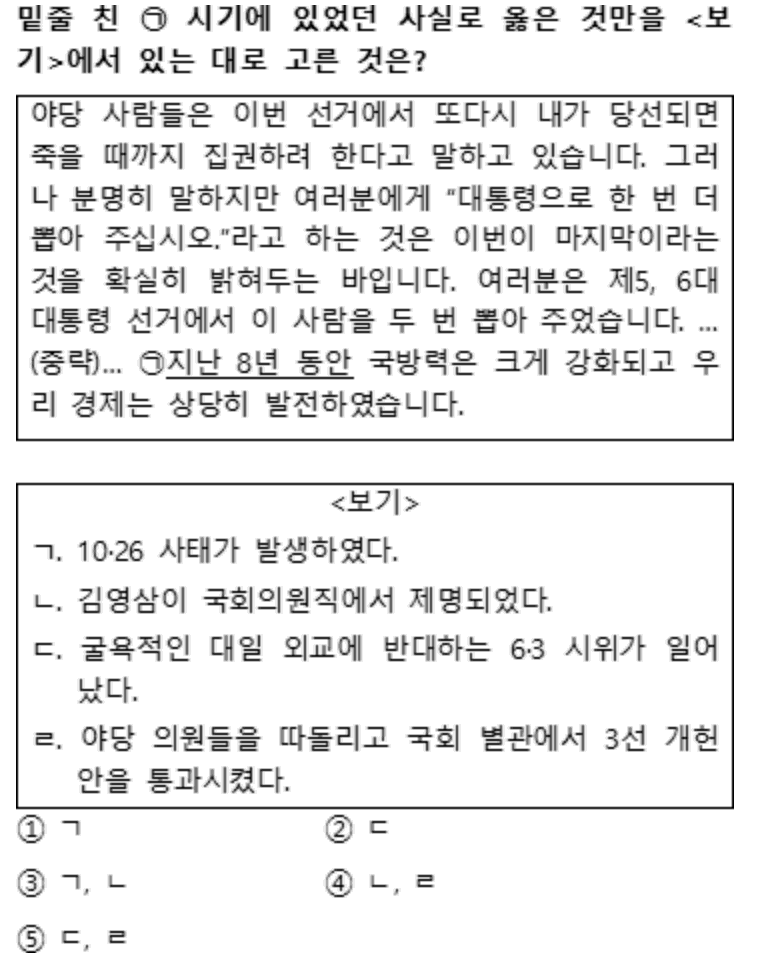 밑줄 친 ㉠ 시기에 있었던 사실로 옳은 것만을 <보
기>에서 있는 대로 고른 것은?
야당 사람들은 이번 선거에서 또다시 내가 당선되면
죽을 때까지 집권하려 한다고 말하고 있습니다. 그러
나 분명히 말하지만 여러분에게 “대통령으로 한 번 더
뽑아 주십시오.”라고 하는 것은 이번이 마지막이라는
것을 확실히 밝혀두는 바입니다. 여러분은 제5, 6대
대통령 선거에서 이 사람을 두 번 뽑아 주었습니다. ...
(중략)... ㉠지난 8년 동안 국방력은 크게 강화되고 우
리 경제는 상당히 발전하였습니다.
<보기>
ㄱ. 10·26 사태가 발생하였다.
ㄴ. 김영삼이 국회의원직에서 제명되었다.
ㄷ. 굴욕적인 대일 외교에 반대하는 6·3 시위가 일어
났다.
ㄹ. 야당 의원들을 따돌리고 국회 별관에서 3선 개헌
안을 통과시켰다.
① ㄱ ② ㄷ
③ ㄱ, ㄴ ④ ㄴ, ㄹ
⑤ ㄷ, ㄹ